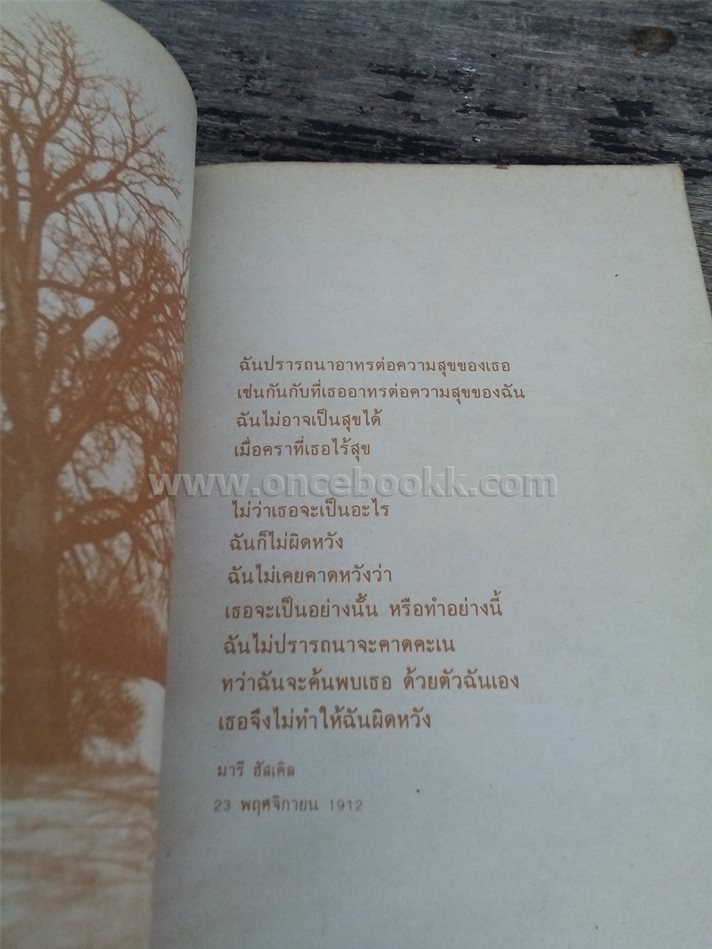 ฉันปรารถนาอาทรต่อความสุขของเธอ
เช่นกันกับที่เธออาทรต่อความสุขของฉัน
ฉันไม่อาจเป็นสุขได้
เมื่อคราที่เธอไร้สุข
www.oncebookk.com
ไม่ว่าเธอจะเป็นอะไร
ฉันก็ไม่ผิดหวัง
ฉันไม่เคยคาดหวังว่า
เธอจะเป็นอย่างนั้น หรือทำอย่างนี้
ฉันไม่ปรารถนาจะคาดคะเน
ทว่าฉันจะค้นพบเธอ ด้วยตัวฉันเอง
เธอจึงไม่ทำให้ฉันผิดหวัง
มารี ฮัสเคิล
23 พฤศจิกายน 1912